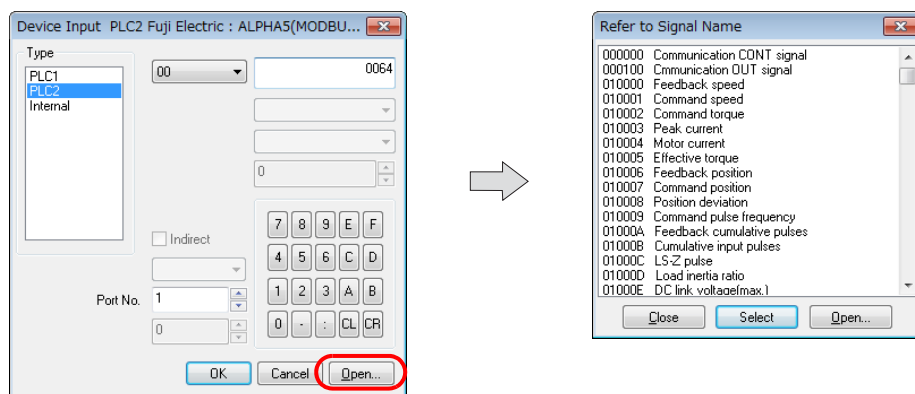 Device Input PLC2 Fuji Electric : ALPHA5(MODBU...
Type
PLC1
PLC2
Internal
00
0064
0
Indirect
7 8 9 E F
4 5 6 C D
1 2 3 A B
0 - : CL CR
Port No. 1
0
OK Cancel Open...
Refer to Signal Name
000000 Communication CONT signal
000100 Cmmunication OUT signal
010000 Feedback speed
010001 Command speed
010002 Command torque
010003 Peak current
010004 Motor current
010005 Effective torque
010006 Feedback position
010007 Command position
010008 Position deviation
010009 Command pulse frequency
01000A Feedback cumulative pulses
01000B Cumulative input pulses
01000C LS-Z pulse
01000D Load inertia ratio
01000E DC link voltage(max.)
Close Select Open...